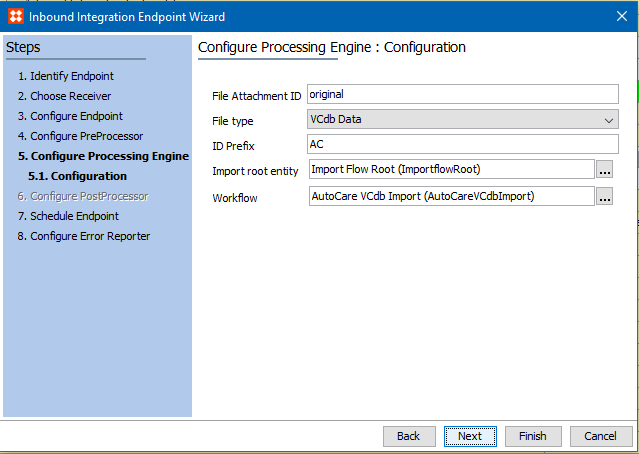 Inbound Integration Endpoint Wizard
Steps
1. Identify Endpoint
2. Choose Receiver
3. Configure Endpoint
4. Configure PreProcessor
5. Configure Processing Engine
5.1. Configuration
6. Configure PostProcessor
7. Schedule Endpoint
8. Configure Error Reporter
Configure Processing Engine : Configuration
File Attachment ID original
File type VCdb Data
ID Prefix AC
Import root entity Import Flow Root (ImportflowRoot) ...
Workflow AutoCare VCdb Import (AutoCareVCdbImport) ...
Back Next Finish Cancel